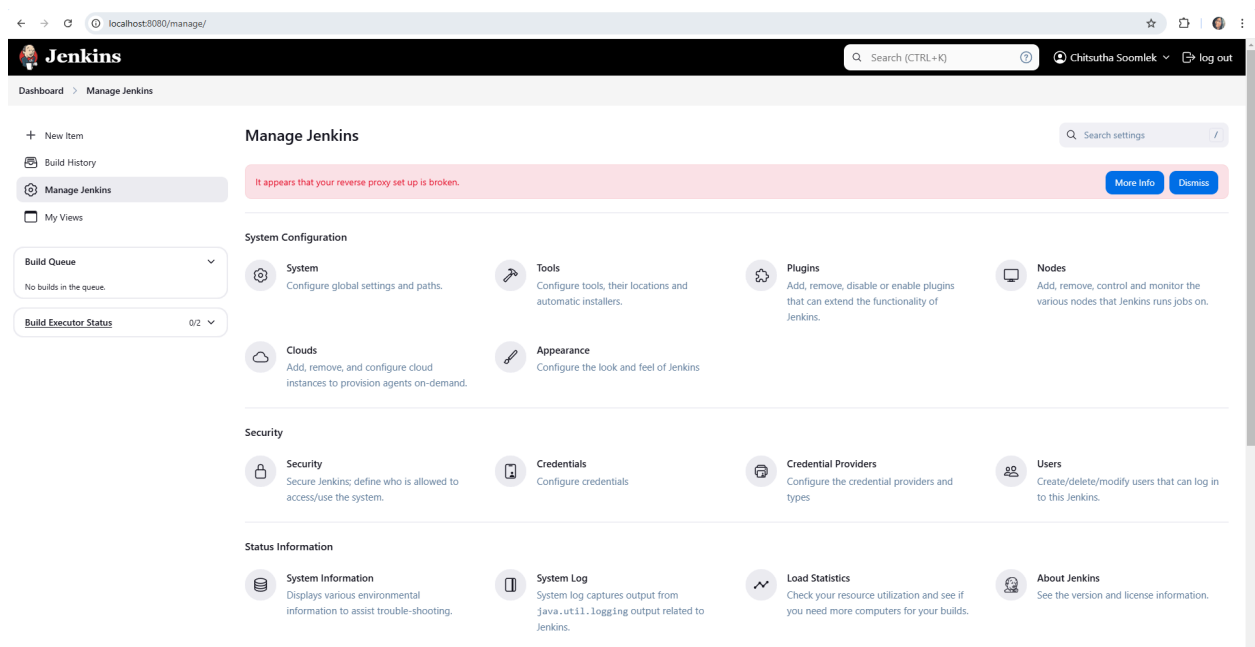 localhost:8080/manage/
Jenkins
Search (CTRL+K)
?
Chitsutha Soomlek
log out
Dashboard > Manage Jenkins
New Item
Build History
Manage Jenkins
My Views
Build Queue
No builds in the queue.
Build Executor Status 0/2
Manage Jenkins
Search settings /
It appears that your reverse proxy set up is broken.
More Info
Dismiss
System Configuration
System
Configure global settings and paths.
Tools
Configure tools, their locations and
automatic installers.
Plugins
Add, remove, disable or enable plugins
that can extend the functionality of
Jenkins.
Nodes
Add, remove, control and monitor the
various nodes that Jenkins runs jobs on.
Clouds
Add, remove, and configure cloud
instances to provision agents on-demand.
Appearance
Configure the look and feel of Jenkins
Security
Security
Secure Jenkins; define who is allowed to
access/use the system.
Credentials
Configure credentials
Credential Providers
Configure the credential providers and
types
Users
Create/delete/modify users that can log in
to this Jenkins.
Status Information
System Information
Displays various environmental
information to assist trouble-shooting.
System Log
System log captures output from
java.util.logging output related to
Jenkins.
Load Statistics
Check your resource utilization and see if
you need more computers for your builds.
About Jenkins
See the version and license information.